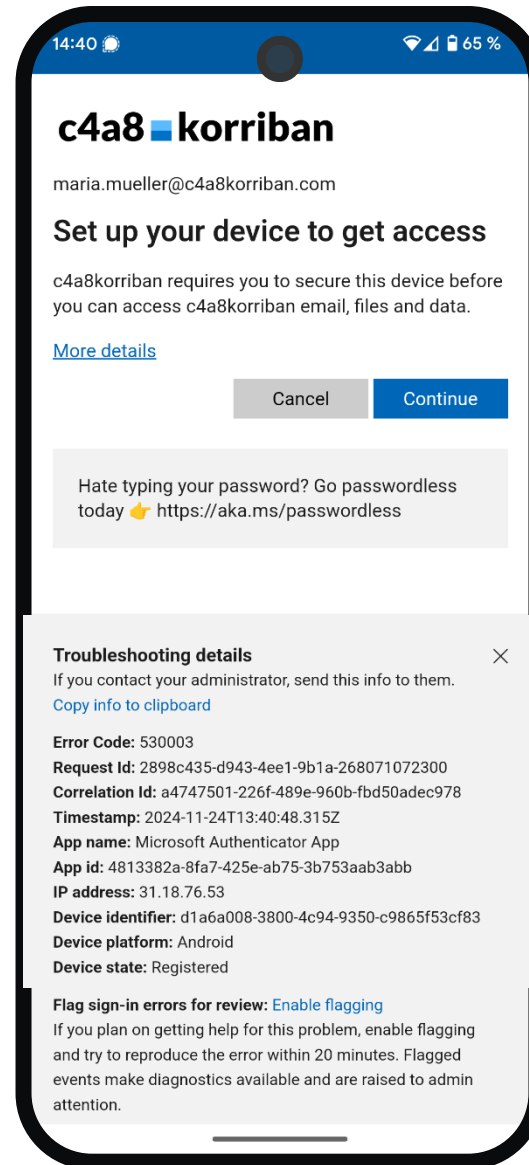 14:40 65 %
c4a8 korriban
maria.mueller@c4a8korriban.com
Set up your device to get access
c4a8korriban requires you to secure this device before
you can access c4a8korriban email, files and data.
More details
Cancel Continue
Hate typing your password? Go passwordless
today 👉 https://aka.ms/passwordless
Troubleshooting details
If you contact your administrator, send this info to them.
Copy info to clipboard
Error Code: 530003
Request Id: 2898c435-d943-4ee1-9b1a-268071072300
Correlation Id: a4747501-226f-489e-960b-fbd50adec978
Timestamp: 2024-11-24T13:40:48.315Z
App name: Microsoft Authenticator App
App id: 4813382a-8fa7-425e-ab75-3b753aab3abb
IP address: 31.18.76.53
Device identifier: d1a6a008-3800-4c94-9350-c9865f53cf83
Device platform: Android
Device state: Registered
Flag sign-in errors for review: Enable flagging
If you plan on getting help for this problem, enable flagging
and try to reproduce the error within 20 minutes. Flagged
events make diagnostics available and are raised to admin
attention.